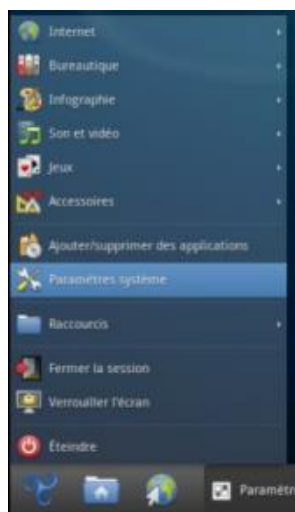 Internet
Bureautique
Infographie
Son et vidéo
Jeux
Accessoires
Ajouter/supprimer des applications
Paramètres système
Raccourcis
Fermer la session
Verrouiller l'écran
Éteindre
Paramètre